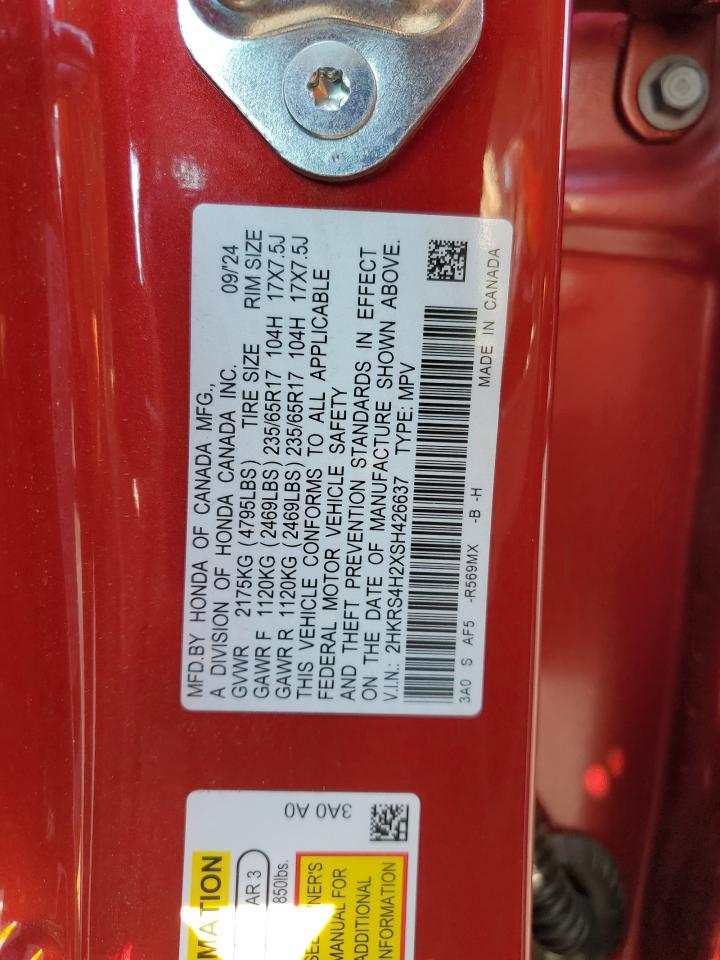 MFD.BY HONDA OF CANADA MFG.,
A DIVISION OF HONDA CANADA INC. 09/'24
GVWR 2175KG (4795LBS) TIRE SIZE RIM SIZE
GAWR F 1120KG (2469LBS) 235/65R17 104H 17X7.5J
GAWR R 1120KG (2469LBS) 235/65R17 104H 17X7.5J
THIS VEHICLE CONFORMS TO ALL APPLICABLE
FEDERAL MOTOR VEHICLE SAFETY
AND THEFT PREVENTION STANDARDS IN EFFECT
ON THE DATE OF MANUFACTURE SHOWN ABOVE.
V.I.N.: 2HKRS4H2XSH426637 TYPE: MPV
3A0 S AF5 -R569MX -B -H MADE IN CANADA
3A0 A0
MATION
AR 3
850lbs.
SEE OWNER'S
MANUAL FOR
ADDITIONAL
INFORMATION